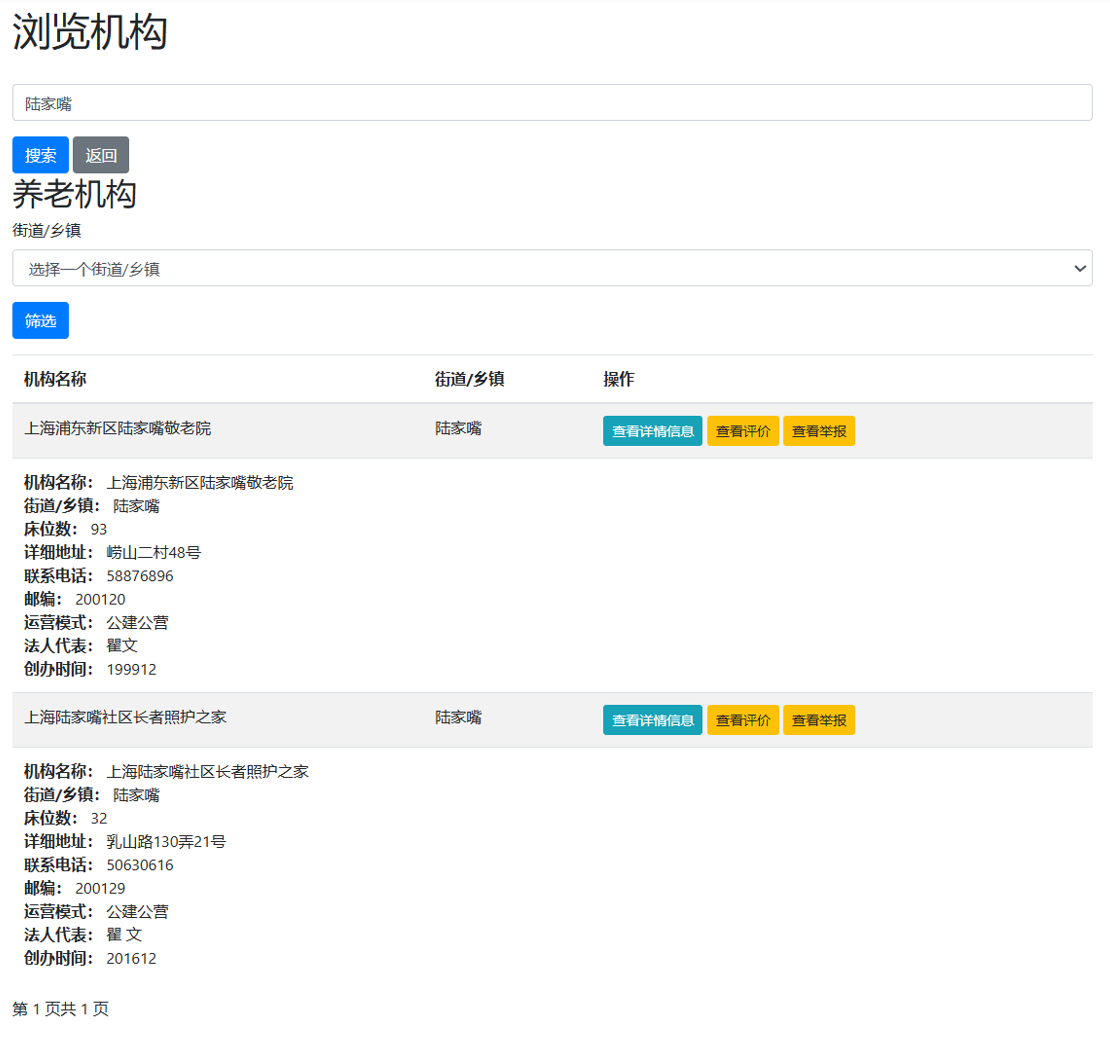 浏览机构
陆家嘴
搜索 返回
养老机构
街道/乡镇
选择一个街道/乡镇
筛选
机构名称 街道/乡镇 操作
上海浦东新区陆家嘴敬老院 陆家嘴 查看详情信息 查看评价 查看举报
机构名称： 上海浦东新区陆家嘴敬老院
街道/乡镇： 陆家嘴
床位数： 93
详细地址： 崂山二村48号
联系电话： 58876896
邮编： 200120
运营模式： 公建公营
法人代表： 瞿文
创办时间： 199912
上海陆家嘴社区长者照护之家 陆家嘴 查看详情信息 查看评价 查看举报
机构名称： 上海陆家嘴社区长者照护之家
街道/乡镇： 陆家嘴
床位数： 32
详细地址： 乳山路130弄21号
联系电话： 50630616
邮编： 200129
运营模式： 公建公营
法人代表： 瞿 文
创办时间： 201612
第 1 页共 1 页